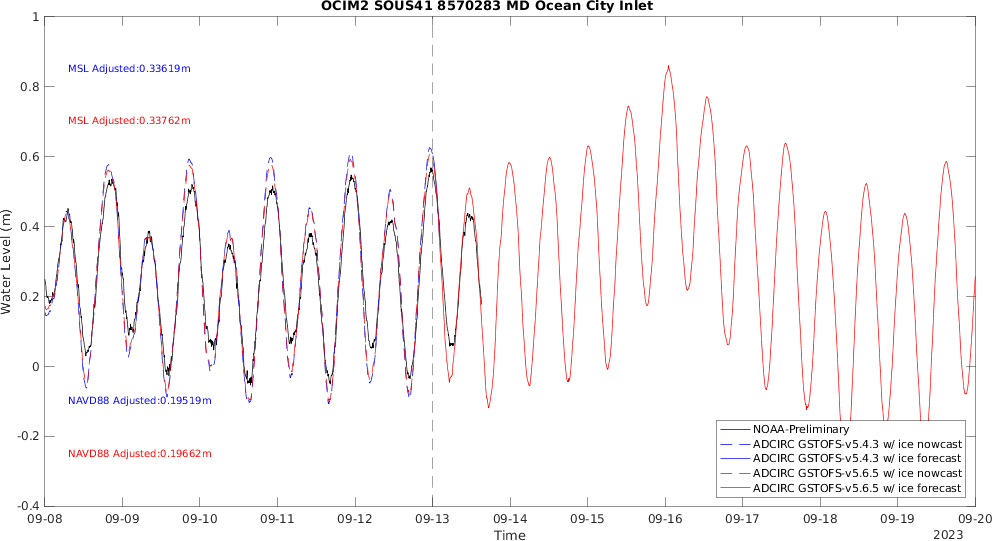 OCIM2 SOUS41 8570283 MD Ocean City Inlet
1
0.8
0.6
0.4
0.2
0
-0.2
-0.4
Water Level (m)
MSL Adjusted:0.33619m
MSL Adjusted:0.33762m
NAVD88 Adjusted:0.19519m
NAVD88 Adjusted:0.19662m
NOAA-Preliminary
ADCIRC GSTOFS-v5.4.3 w/ ice nowcast
ADCIRC GSTOFS-v5.4.3 w/ ice forecast
ADCIRC GSTOFS-v5.6.5 w/ ice nowcast
ADCIRC GSTOFS-v5.6.5 w/ ice forecast
09-08 09-09 09-10 09-11 09-12 09-13 09-14 09-15 09-16 09-17 09-18 09-19 09-20
Time
2023